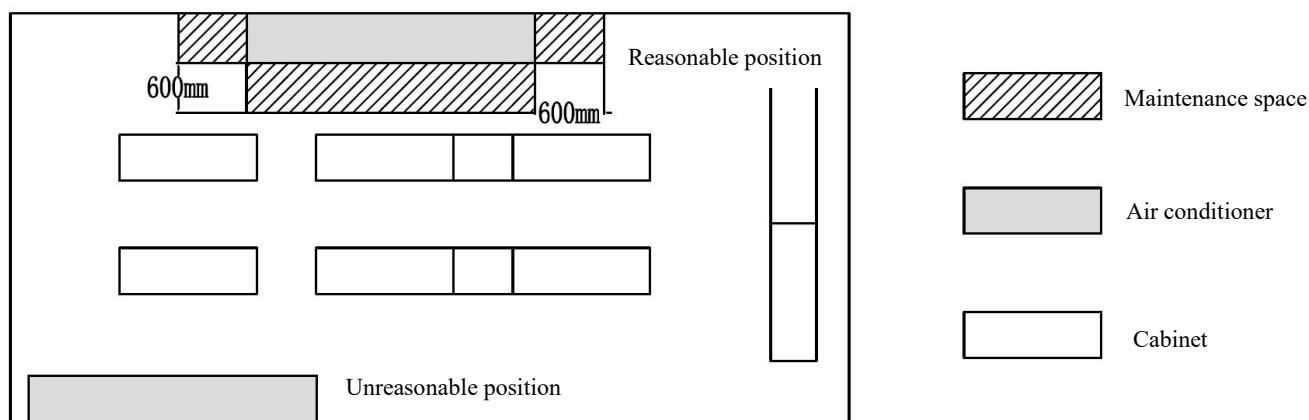 Reasonable position
600mm
600mm
Maintenance space
Air conditioner
Cabinet
Unreasonable position